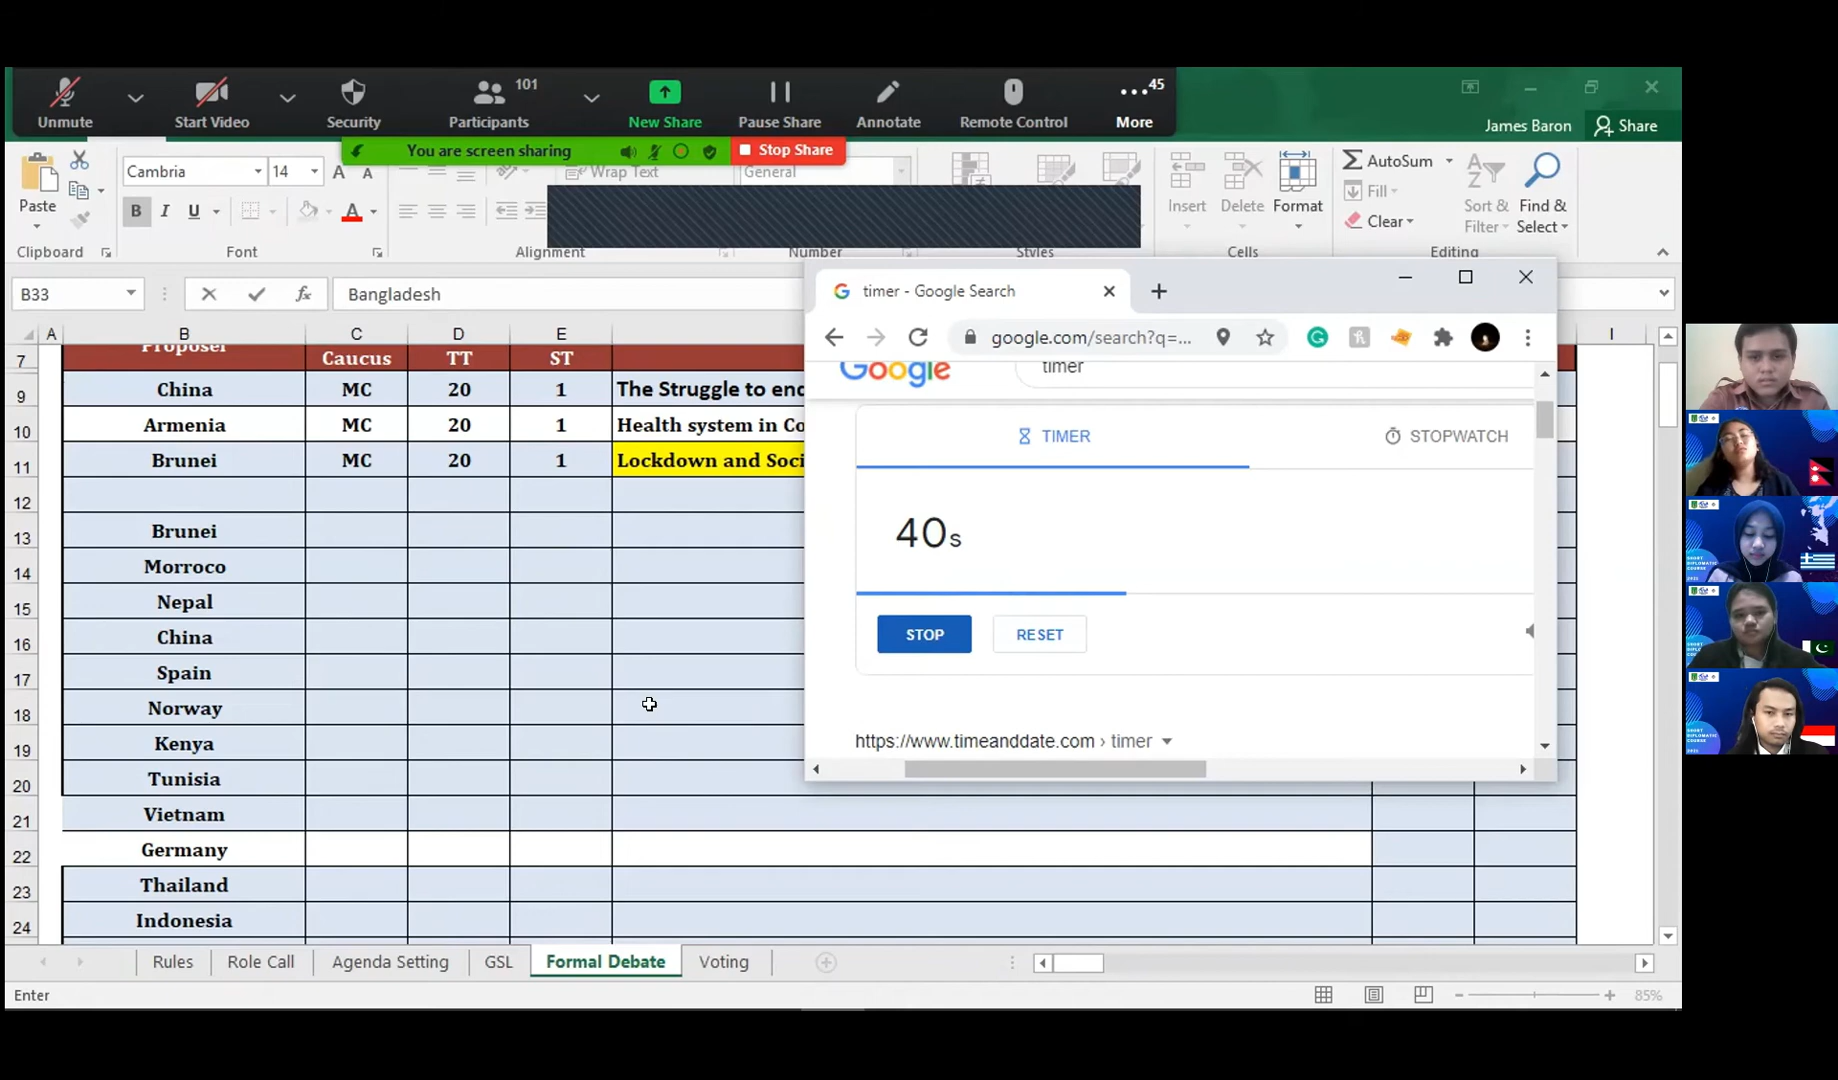 101
45
Unmute
Start Video
Security
Participants
New Share
Pause Share
Annotate
Remote Control
More
James Baron
Share
You are screen sharing
Stop Share
Paste
Cambria
14
A A
Wrap Text
General
B I U
A
Insert
Delete
Format
AutoSum
Fill
Clear
Sort &
Filter
Find &
Select
Clipboard
Font
Alignment
Number
Styles
Cells
Editing
B33
fx
Bangladesh
A B C D E I
7 Proposer Caucus TT ST
9 China MC 20 1 The Struggle to end
10 Armenia MC 20 1 Health system in Co
11 Brunei MC 20 1 Lockdown and Soci
12
13 Brunei
14 Morroco
15 Nepal
16 China
17 Spain
18 Norway
19 Kenya
20 Tunisia
21 Vietnam
22 Germany
23 Thailand
24 Indonesia
timer - Google Search
google.com/search?q=...
Google
timer
TIMER
STOPWATCH
40s
STOP
RESET
https://www.timeanddate.com › timer
Rules
Role Call
Agenda Setting
GSL
Formal Debate
Voting
Enter
85%
SHORT
DIPLOMATIC
COURSE